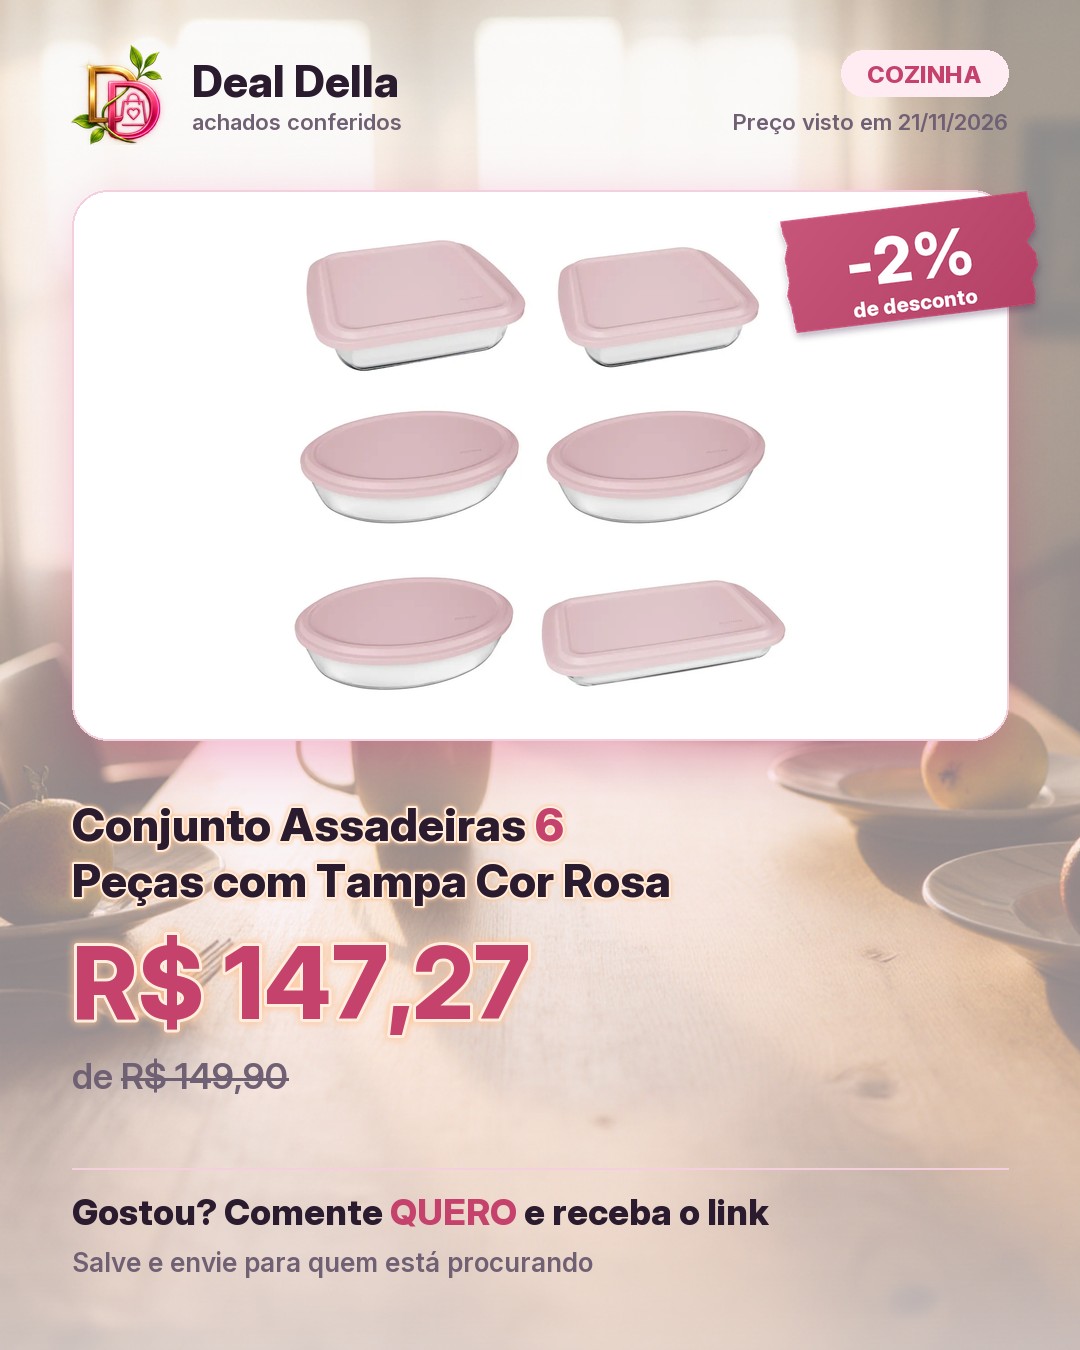 Deal Della
achados conferidos
COZINHA
Preço visto em 21/11/2026
-2%
de desconto
Conjunto Assadeiras 6
Peças com Tampa Cor Rosa
R$ 147,27
de R$ 149,90
Gostou? Comente QUERO e receba o link
Salve e envie para quem está procurando